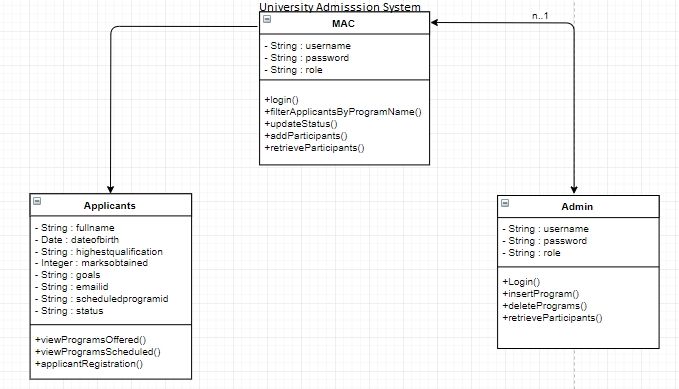 University Admisssion System
MAC
- String : username
- String : password
- String : role
+login()
+filterApplicantsByProgramName()
+updateStatus()
+addParticipants()
+retrieveParticipants()
n..1
Applicants
- String : fullname
- Date : dateofbirth
- String : highestqualification
- Integer : marksobtained
- String : goals
- String : emailid
- String : scheduledprogramid
- String : status
+viewProgramsOffered()
+viewProgramsScheduled()
+applicantRegistration()
Admin
- String : username
- String : password
- String : role
+Login()
+insertProgram()
+deletePrograms()
+retrieveParticipants()